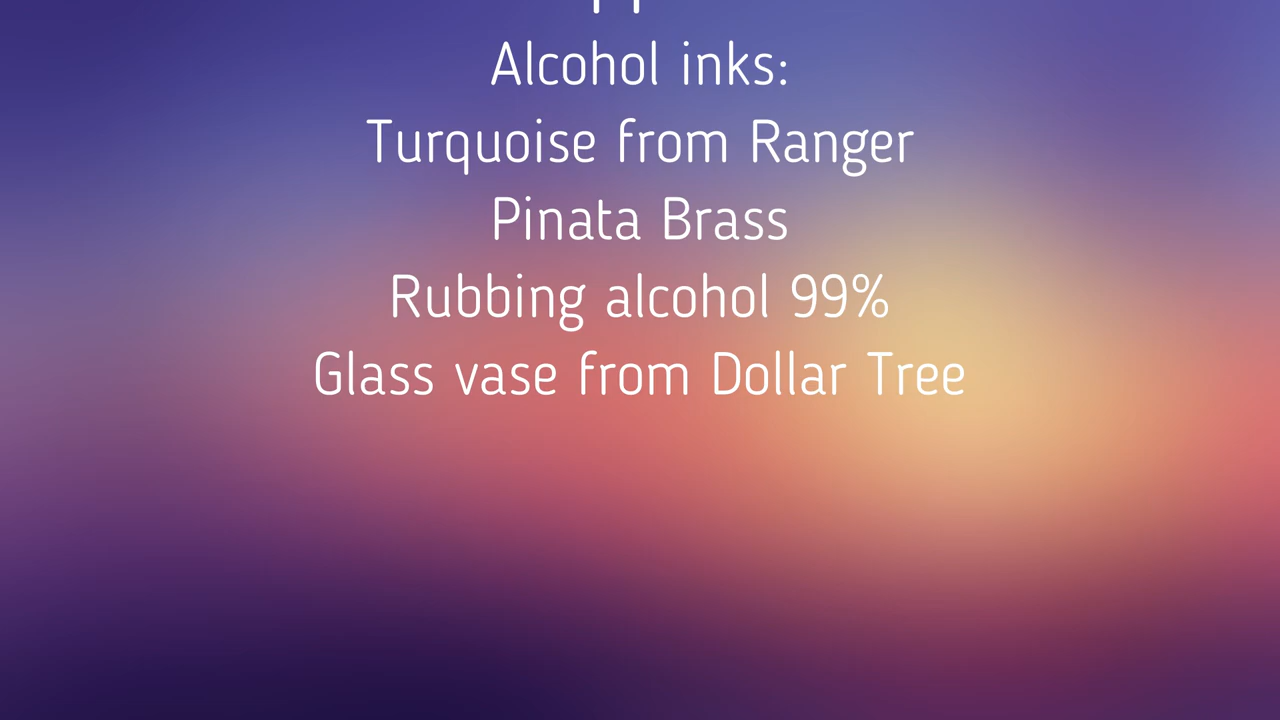 Alcohol inks:
Turquoise from Ranger
Pinata Brass
Rubbing alcohol 99%
Glass vase from Dollar Tree